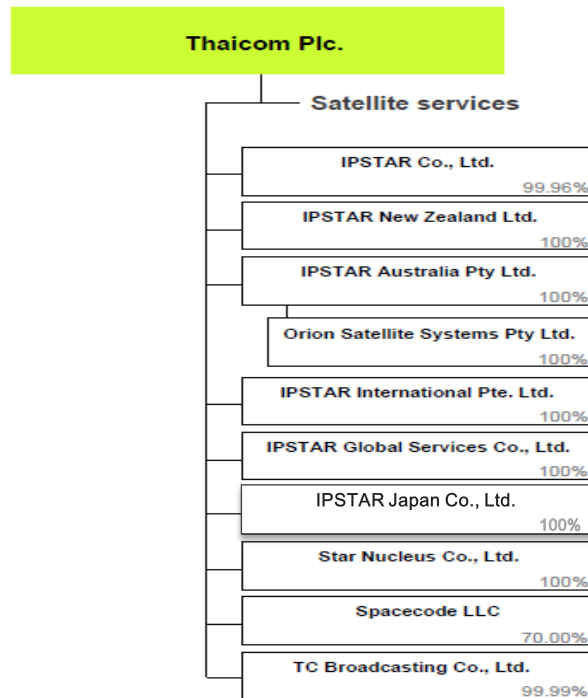 Thaicom Plc.
Satellite services
IPSTAR Co., Ltd.
99.96%
IPSTAR New Zealand Ltd.
100%
IPSTAR Australia Pty Ltd.
100%
Orion Satellite Systems Pty Ltd.
100%
IPSTAR International Pte. Ltd.
100%
IPSTAR Global Services Co., Ltd.
100%
IPSTAR Japan Co., Ltd.
100%
Star Nucleus Co., Ltd.
100%
Spacecode LLC
70.00%
TC Broadcasting Co., Ltd.
99.99%